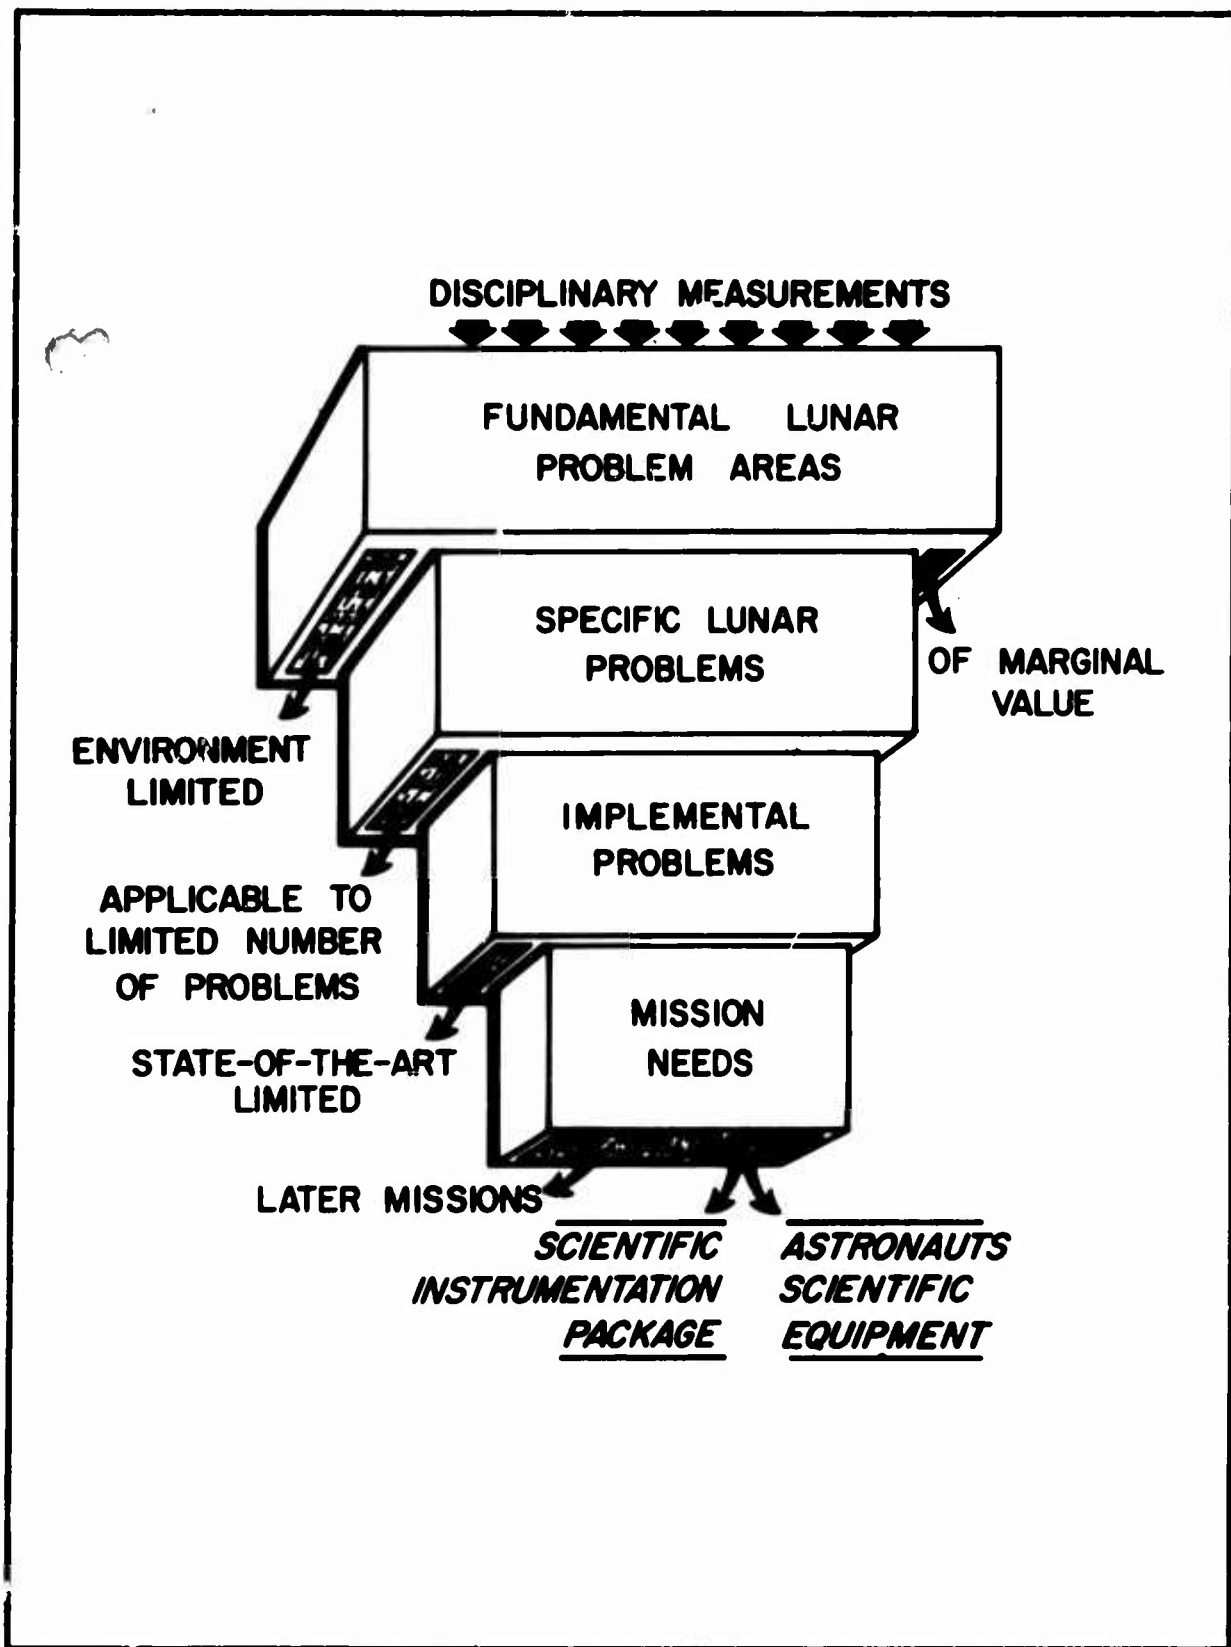 DISCIPLINARY MEASUREMENTS
FUNDAMENTAL LUNAR
PROBLEM AREAS
SPECIFIC LUNAR
PROBLEMS
OF MARGINAL
VALUE
ENVIRONMENT
LIMITED
IMPLEMENTAL
PROBLEMS
APPLICABLE TO
LIMITED NUMBER
OF PROBLEMS
MISSION
NEEDS
STATE-OF-THE-ART
LIMITED
LATER MISSIONS
SCIENTIFIC
INSTRUMENTATION
PACKAGE
ASTRONAUTS
SCIENTIFIC
EQUIPMENT